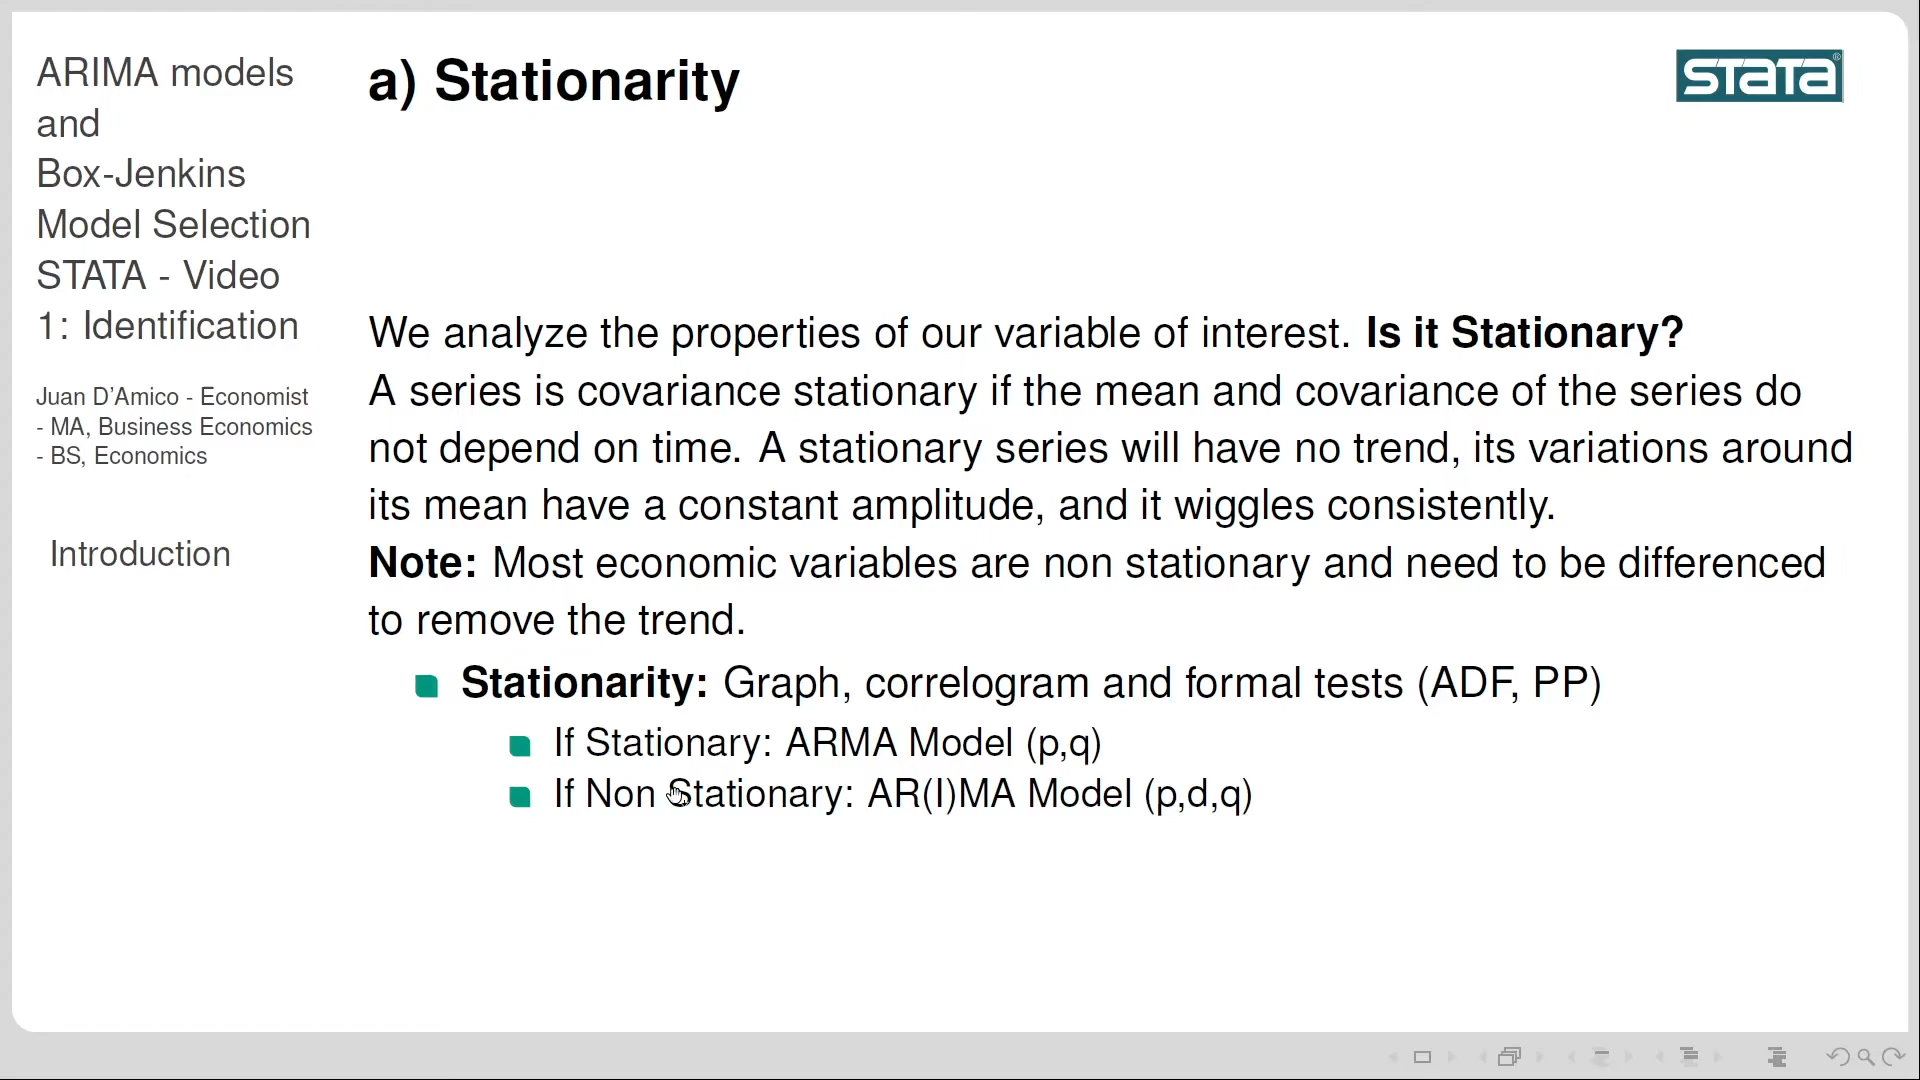 ARIMA models
and
Box-Jenkins
Model Selection
STATA - Video
1: Identification
Juan D'Amico - Economist
- MA, Business Economics
- BS, Economics
Introduction
a) Stationarity
STATA®
We analyze the properties of our variable of interest. Is it Stationary?
A series is covariance stationary if the mean and covariance of the series do
not depend on time. A stationary series will have no trend, its variations around
its mean have a constant amplitude, and it wiggles consistently.
Note: Most economic variables are non stationary and need to be differenced
to remove the trend.
Stationarity: Graph, correlogram and formal tests (ADF, PP)
If Stationary: ARMA Model (p,q)
If Non Stationary: AR(I)MA Model (p,d,q)